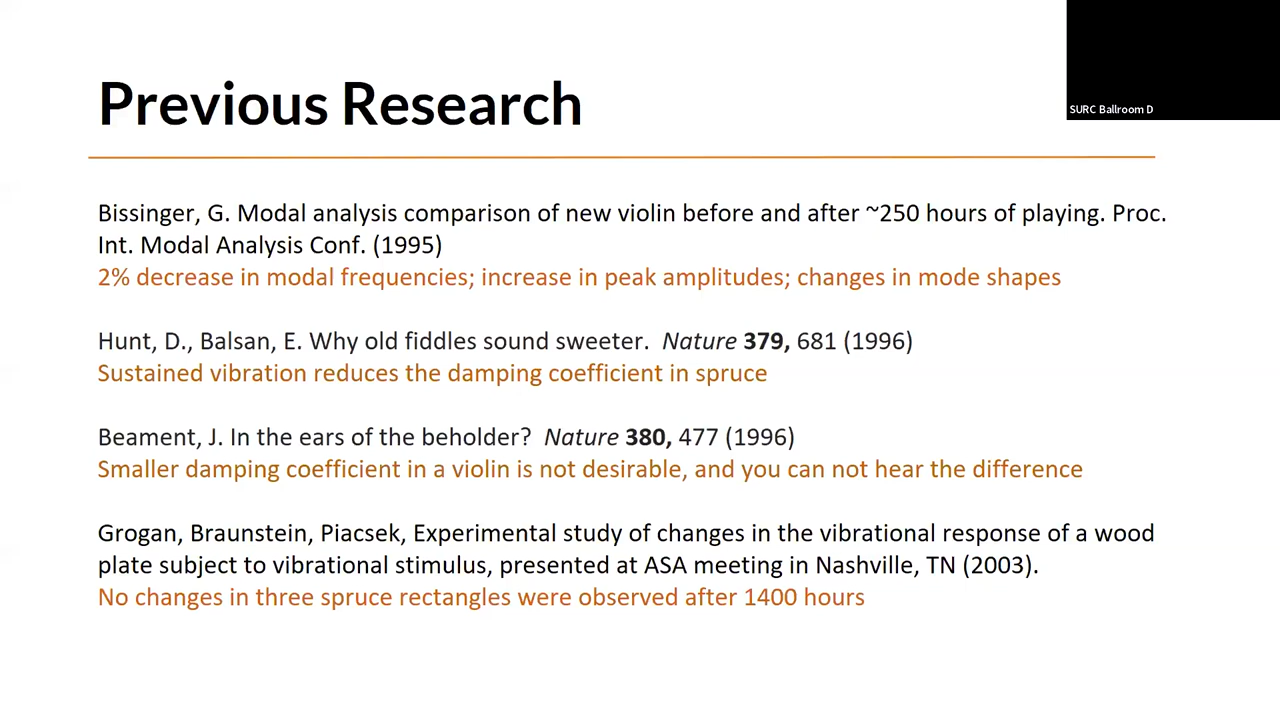 SURC Ballroom D
Previous Research
Bissinger, G. Modal analysis comparison of new violin before and after ~250 hours of playing. Proc.
Int. Modal Analysis Conf. (1995)
2% decrease in modal frequencies; increase in peak amplitudes; changes in mode shapes
Hunt, D., Balsan, E. Why old fiddles sound sweeter. Nature 379, 681 (1996)
Sustained vibration reduces the damping coefficient in spruce
Beament, J. In the ears of the beholder? Nature 380, 477 (1996)
Smaller damping coefficient in a violin is not desirable, and you can not hear the difference
Grogan, Braunstein, Piacsek, Experimental study of changes in the vibrational response of a wood
plate subject to vibrational stimulus, presented at ASA meeting in Nashville, TN (2003).
No changes in three spruce rectangles were observed after 1400 hours